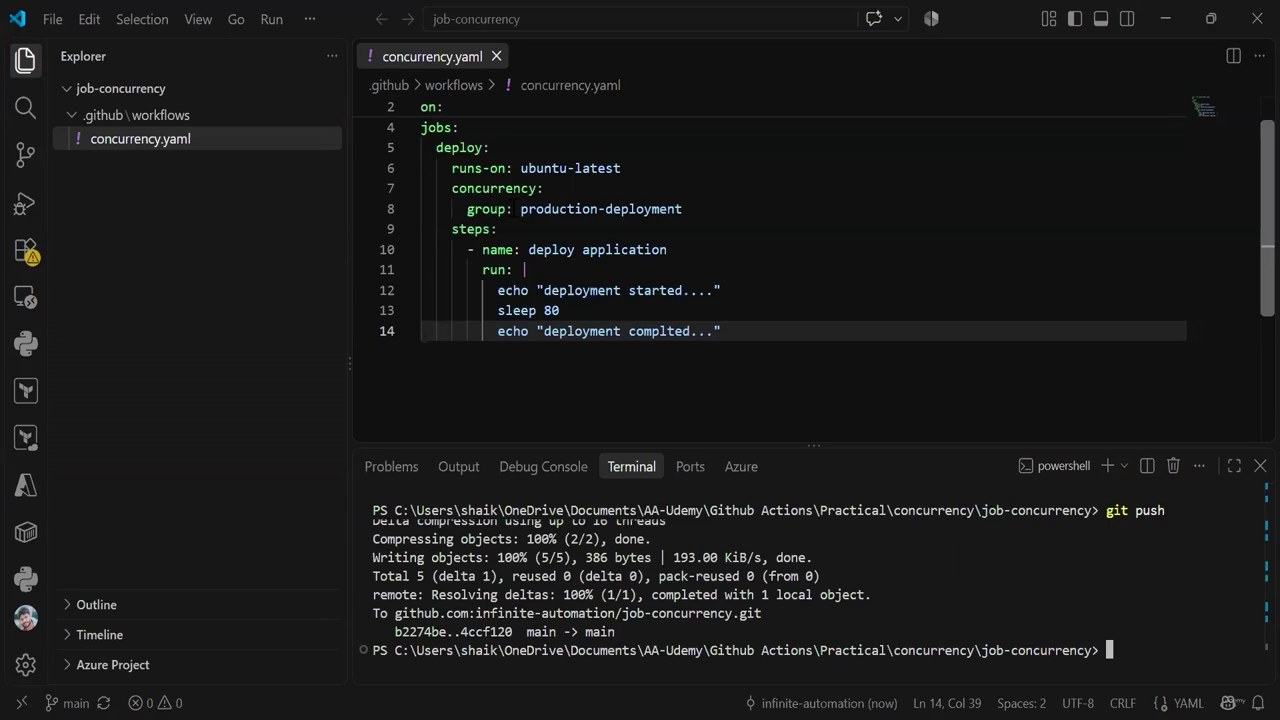 File Edit Selection View Go Run ... job-concurrency
Explorer ...
job-concurrency
.github\workflows
! concurrency.yaml
Outline
Timeline
Azure Project
! concurrency.yaml
.github > workflows > ! concurrency.yaml
2 on:
4 jobs:
5 deploy:
6 runs-on: ubuntu-latest
7 concurrency:
8 group: production-deployment
9 steps:
10 - name: deploy application
11 run: |
12 echo "deployment started...."
13 sleep 80
14 echo "deployment complted..."
Problems Output Debug Console Terminal Ports Azure powershell
PS C:\Users\shaik\OneDrive\Documents\AA-Udemy\Github Actions\Practical\concurrency\job-concurrency> git push
Delta compression using up to 16 threads
Compressing objects: 100% (2/2), done.
Writing objects: 100% (5/5), 386 bytes | 193.00 KiB/s, done.
Total 5 (delta 1), reused 0 (delta 0), pack-reused 0 (from 0)
remote: Resolving deltas: 100% (1/1), completed with 1 local object.
To github.com:infinite-automation/job-concurrency.git
b2274be..4ccf120 main -> main
PS C:\Users\shaik\OneDrive\Documents\AA-Udemy\Github Actions\Practical\concurrency\job-concurrency>
main 0 0 infinite-automation (now) Ln 14, Col 39 Spaces: 2 UTF-8 CRLF {} YAML